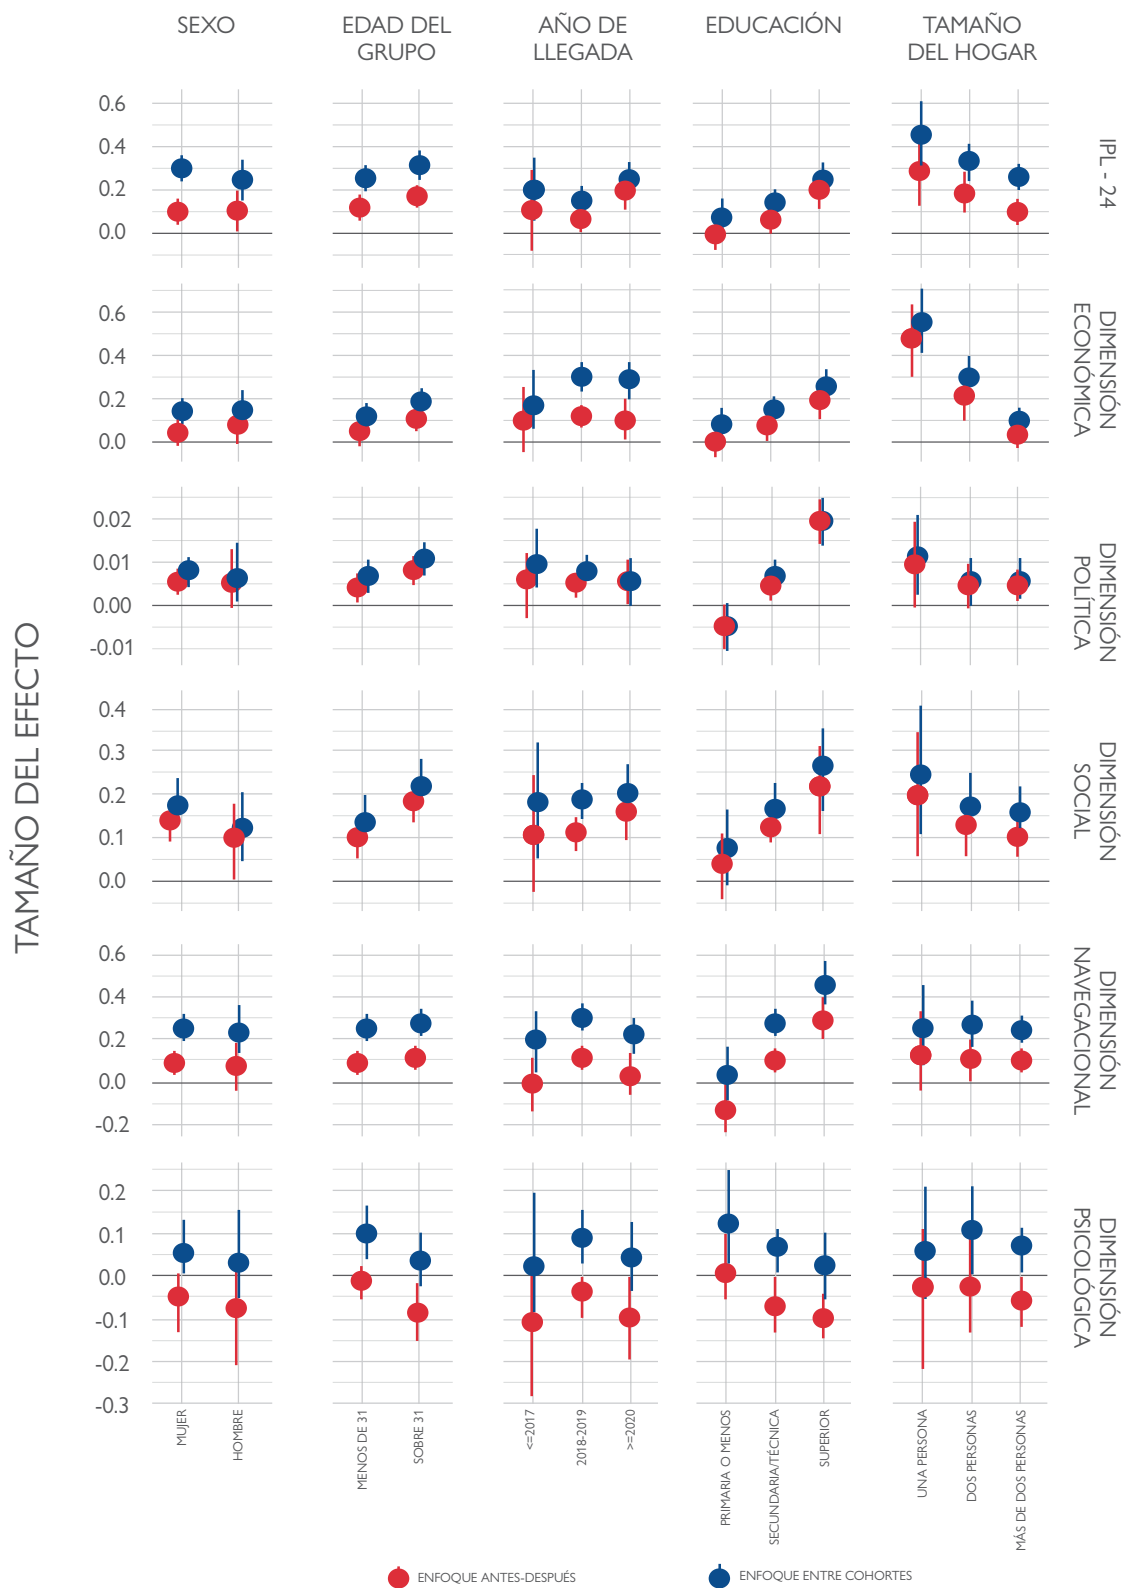 SEXO
EDAD DEL
GRUPO
AÑO DE
LLEGADA
EDUCACIÓN
TAMAÑO
DEL HOGAR
TAMAÑO DEL EFECTO
0.6
0.4
0.2
0.0
IPL - 24
0.6
0.4
0.2
0.0
DIMENSIÓN
ECONÓMICA
0.02
0.01
0.00
-0.01
DIMENSIÓN
POLÍTICA
0.4
0.3
0.2
0.1
0.0
DIMENSIÓN
SOCIAL
0.6
0.4
0.2
0.0
-0.2
DIMENSIÓN
NAVEGACIONAL
0.2
0.1
0.0
-0.1
-0.2
-0.3
DIMENSIÓN
PSICOLÓGICA
MUJER
HOMBRE
MENOS DE 31
SOBRE 31
<=2017
2018-2019
>=2020
PRIMARIA O MENOS
SECUNDARIA/TÉCNICA
SUPERIOR
UNA PERSONA
DOS PERSONAS
MÁS DE DOS PERSONAS
ENFOQUE ANTES-DESPUÉS
ENFOQUE ENTRE COHORTES